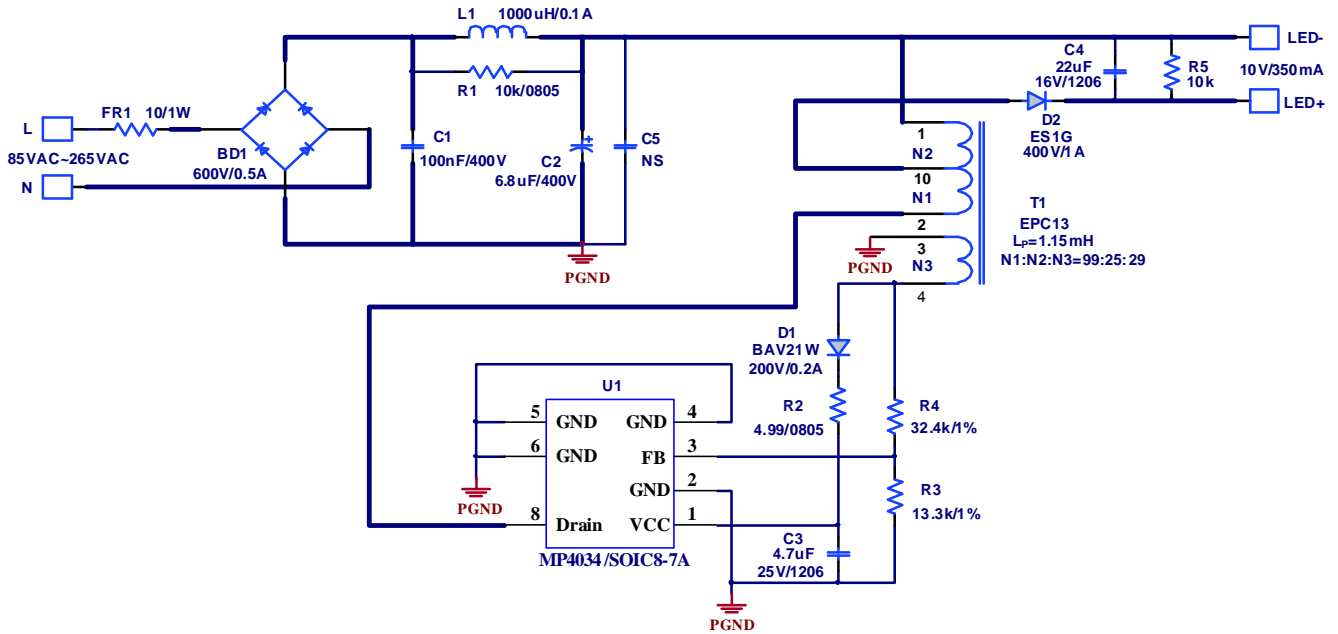 L1
1000uH/0.1A
R1
10k/0805
FR1
10/1W
L
85VAC~265VAC
N
BD1
600V/0.5A
C1
100nF/400V
C2
6.8uF/400V
C5
NS
PGND
C4
22uF
16V/1206
R5
10k
LED-
10V/350mA
LED+
D2
ES1G
400V/1A
1
N2
10
N1
2
3
N3
4
PGND
T1
EPC13
LP=1.15mH
N1:N2:N3=99:25:29
D1
BAV21W
200V/0.2A
R2
4.99/0805
R4
32.4k/1%
R3
13.3k/1%
U1
5
GND
GND
4
6
GND
FB
3
GND
2
8
Drain
VCC
1
MP4034/SOIC8-7A
PGND
C3
4.7uF
25V/1206
PGND